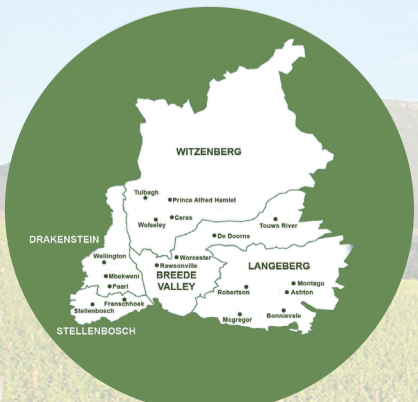 WITZENBERG
Tulbagh
Prince Alfred Hamlet
Ceres
Wolseley
Touws River
De Doorns
DRAKENSTEIN
Wellington
Worcester
Rawsonville
LANGEBERG
BREEDE
VALLEY
Mbekweni
Paarl
Montagu
Robertson
Ashton
Franschhoek
Stellenbosch
Bonnievale
Mcgregor
STELLENBOSCH